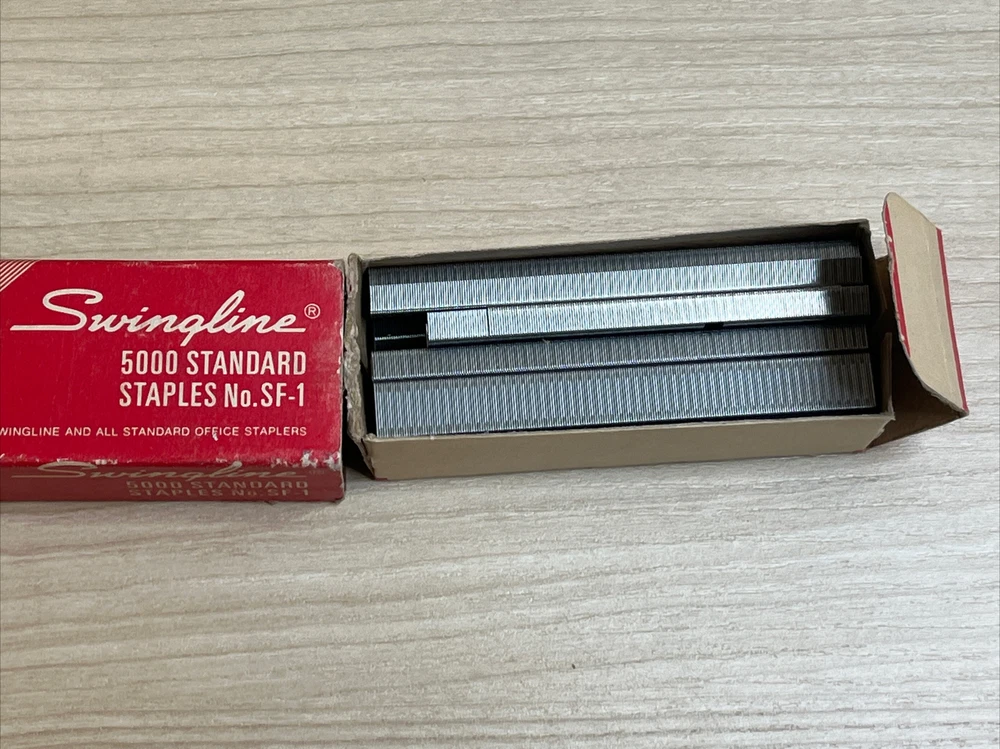 Swingline®
5000 STANDARD
STAPLES No. SF-1
WINGLINE AND ALL STANDARD OFFICE STAPLERS
Swingline
5000 STANDARD
STAPLES No. SF-1